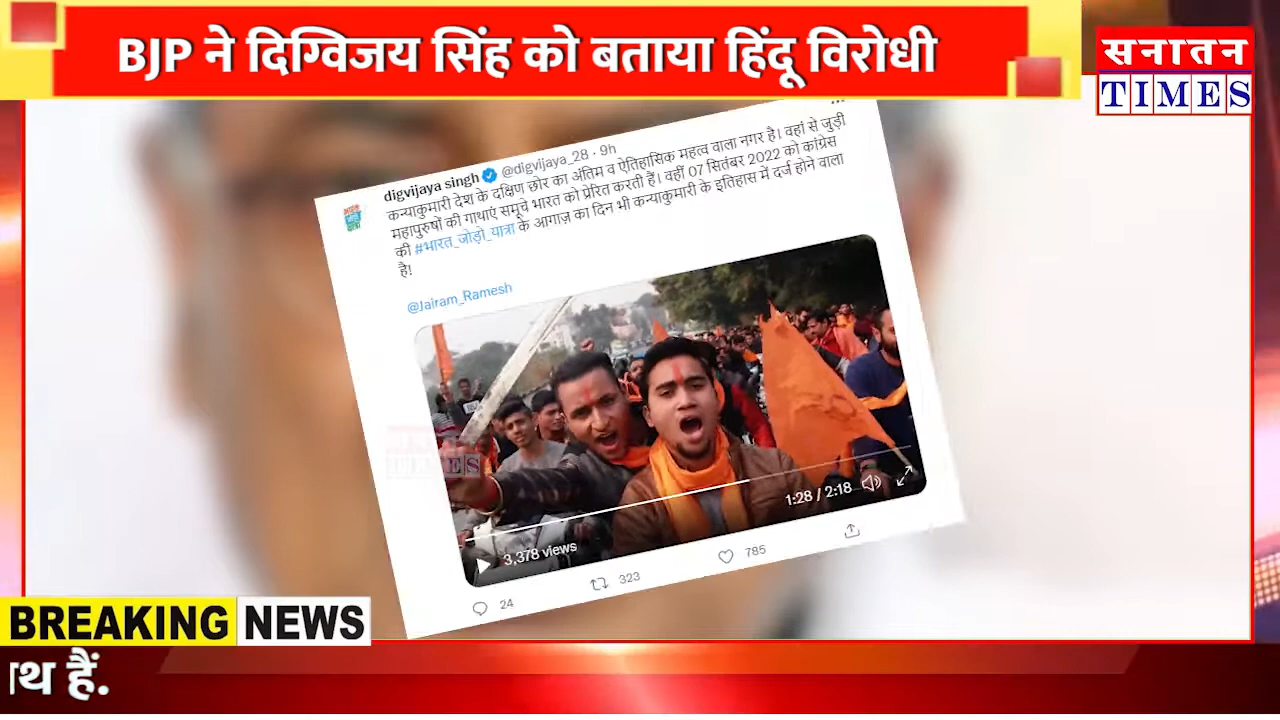 BJP ने दिग्विजय सिंह को बताया हिंदू विरोधी
सनातन
TIMES
digvijaya singh @digvijaya_28 · 9h
कन्याकुमारी देश के दक्षिण छोर का अंतिम व ऐतिहासिक महत्व वाला नगर है। वहां से जुड़ी
महापुरुषों की गाथाएं समूचे भारत को प्रेरित करती हैं। वहीं 07 सितंबर 2022 को कांग्रेस
की #भारत_जोड़ो_यात्रा के आगाज़ का दिन भी कन्याकुमारी के इतिहास में दर्ज होने वाला
है!
@Jairam_Ramesh
1:28 / 2:18
3,378 views
24 323 785
BREAKING NEWS
थ हैं.